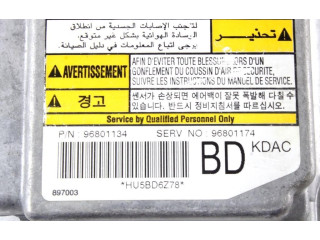 لتجنب الإصابات الجسدية من انطلاق
الوسادة الهوائية بشكل غير متوقع،
يرجى اتباع المعلومات في دليل الصيانة.
تحذير
AVERTISSEMENT
AFIN D'ÉVITER TOUTE BLESSURE LORS D'UN
GONFLEMENT DU COUSSIN D'AIR DE SÉCURITÉ,
SUIVRE LES INSTRUCTIONS DU MANUEL DE SERVICE.
경고
센서가 손상되면 에어백이 잘못 폭발해 다칠 수
있습니다. 반드시 정비지침서를 따르십시오.
Service by Qualified Personnel Only
P/N 96801134 SERV NO 96801174
BD KDAC
*HU5BD6Z78*
897003